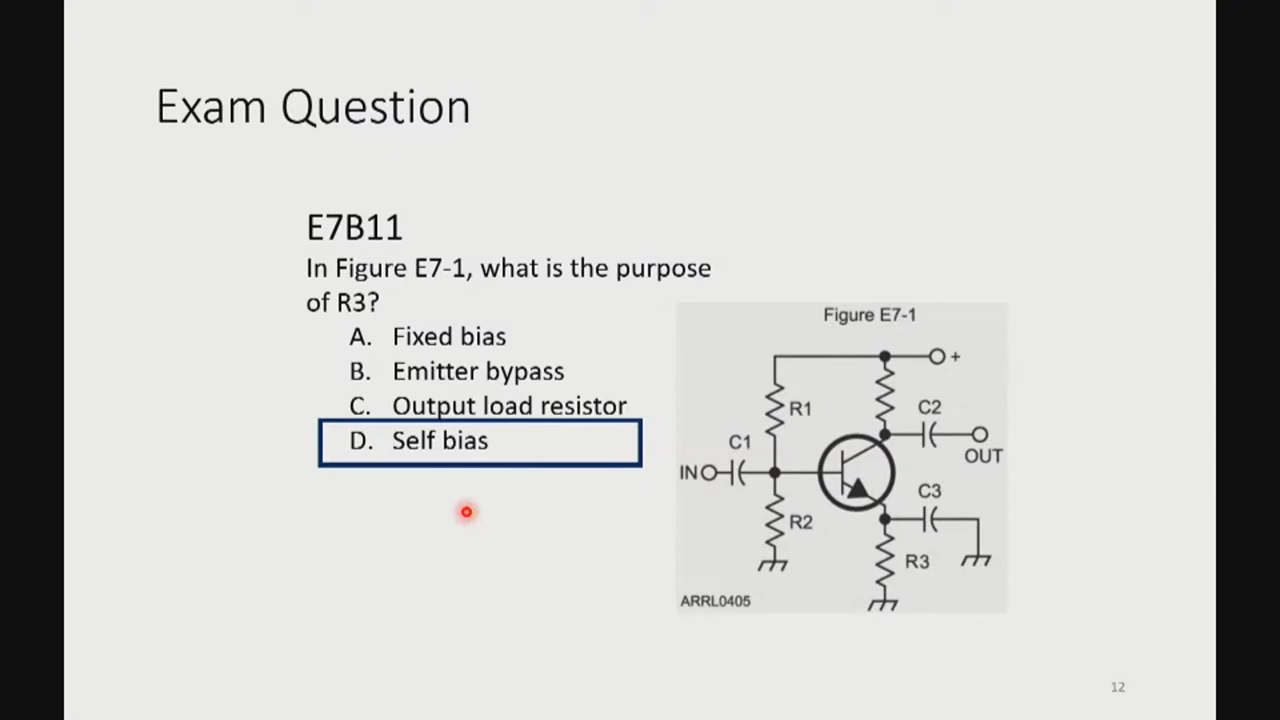 Exam Question
E7B11
In Figure E7-1, what is the purpose
of R3?
A. Fixed bias
B. Emitter bypass
C. Output load resistor
D. Self bias
Figure E7-1
+
R1
C2
C1
OUT
IN
C3
R2
R3
ARRL0405
12